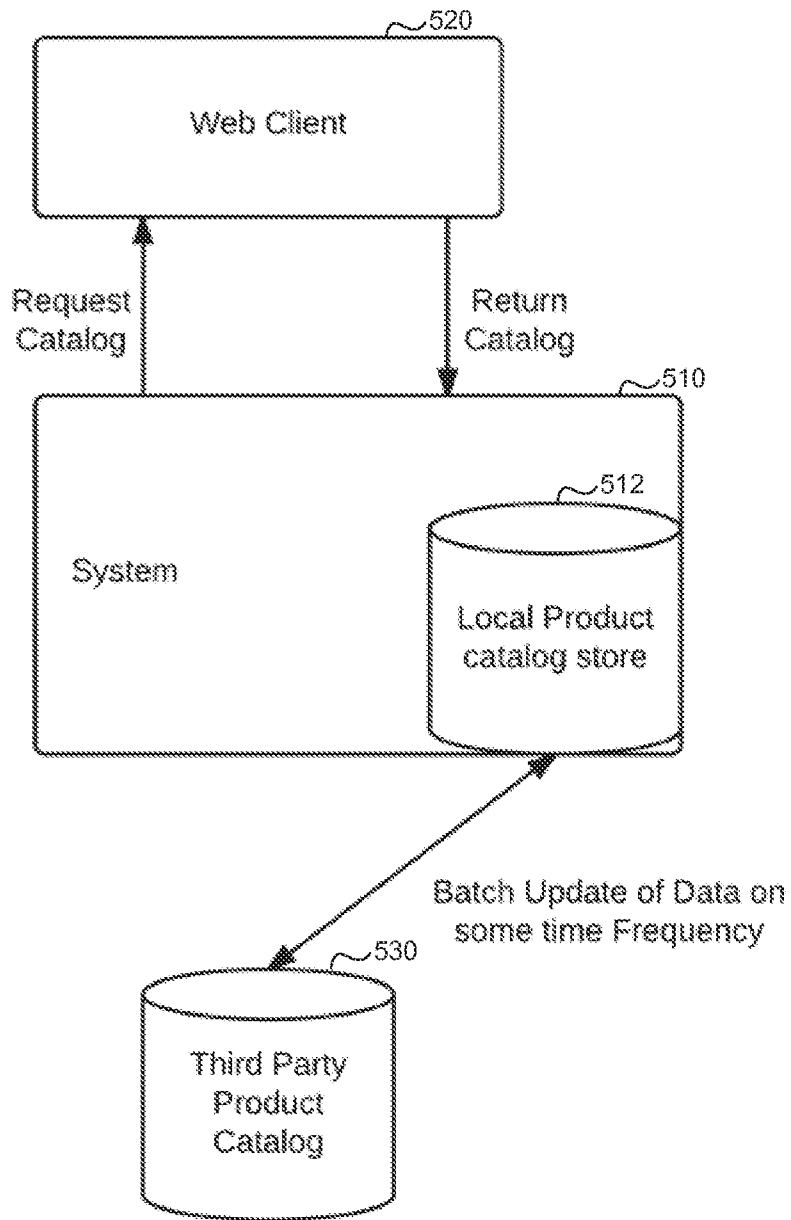 520
Web Client
Request
Catalog
Return
Catalog
510
512
System
Local Product
catalog store
Batch Update of Data on
some time Frequency
530
Third Party
Product
Catalog